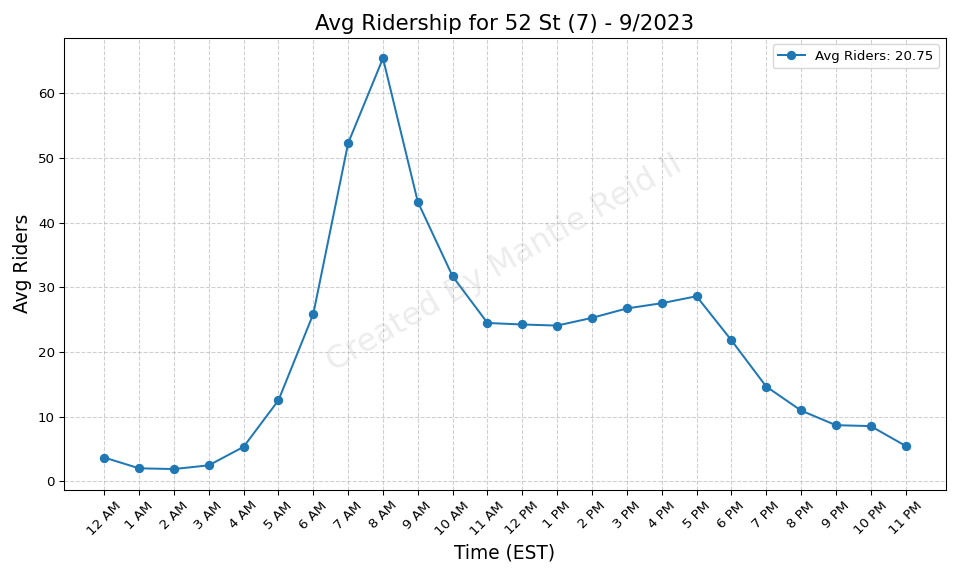 Avg Ridership for 52 St (7) - 9/2023
Avg Riders: 20.75
Avg Riders
60
50
40
30
20
10
0
Created By Mantie Reid II
12 AM
1 AM
2 AM
3 AM
4 AM
5 AM
6 AM
7 AM
8 AM
9 AM
10 AM
11 AM
12 PM
1 PM
2 PM
3 PM
4 PM
5 PM
6 PM
7 PM
8 PM
9 PM
10 PM
11 PM
Time (EST)